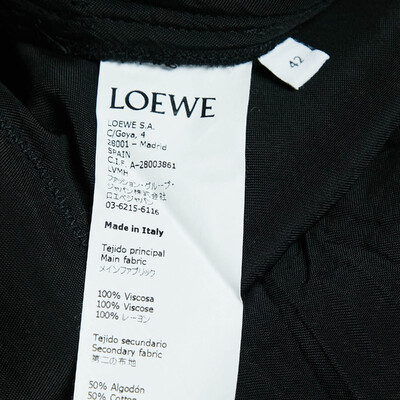 LOEWE
LOEWE S.A.
C/Goya, 4
28001 - Madrid
SPAIN
C.I.F. A-28003861
LVMH
ファッション・グループ・
ジャパン株式会社
ロエベジャパン
03-6215-6116
Made in Italy
Tejido principal
Main fabric
メインファブリック
100% Viscosa
100% Viscose
100% レーヨン
Tejido secundario
Secondary fabric
第二の布地
50% Algodón
50% Cotton
42